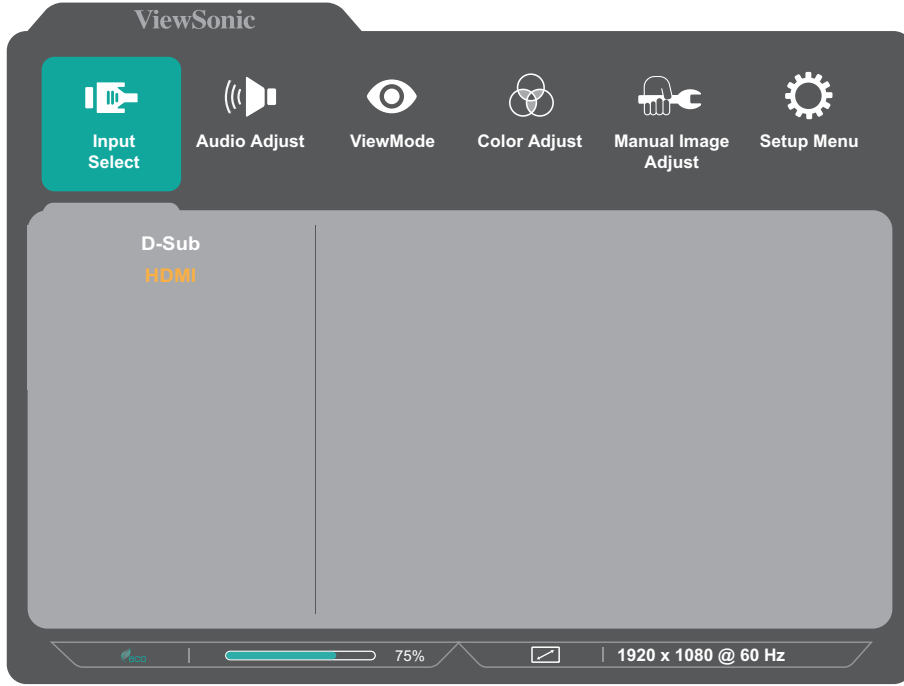 ViewSonic
Input
Select
Audio Adjust
ViewMode
Color Adjust
Manual Image
Adjust
Setup Menu
D-Sub
HDMI
eco
75%
1920 x 1080 @ 60 Hz